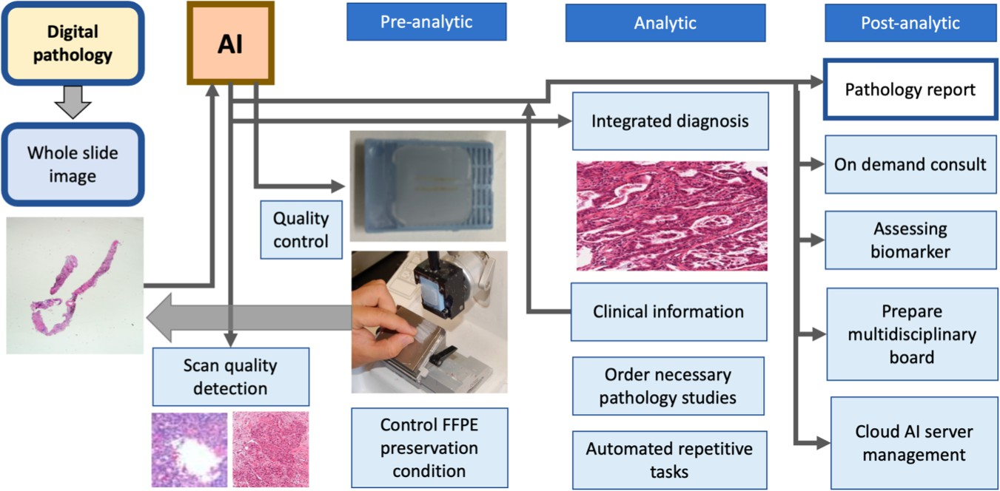 Digital
pathology
Whole slide
image
AI
Pre-analytic
Analytic
Post-analytic
Quality
control
Scan quality
detection
Control FFPE
preservation
condition
Integrated diagnosis
Clinical information
Order necessary
pathology studies
Automated repetitive
tasks
Pathology report
On demand consult
Assessing
biomarker
Prepare
multidisciplinary
board
Cloud AI server
management